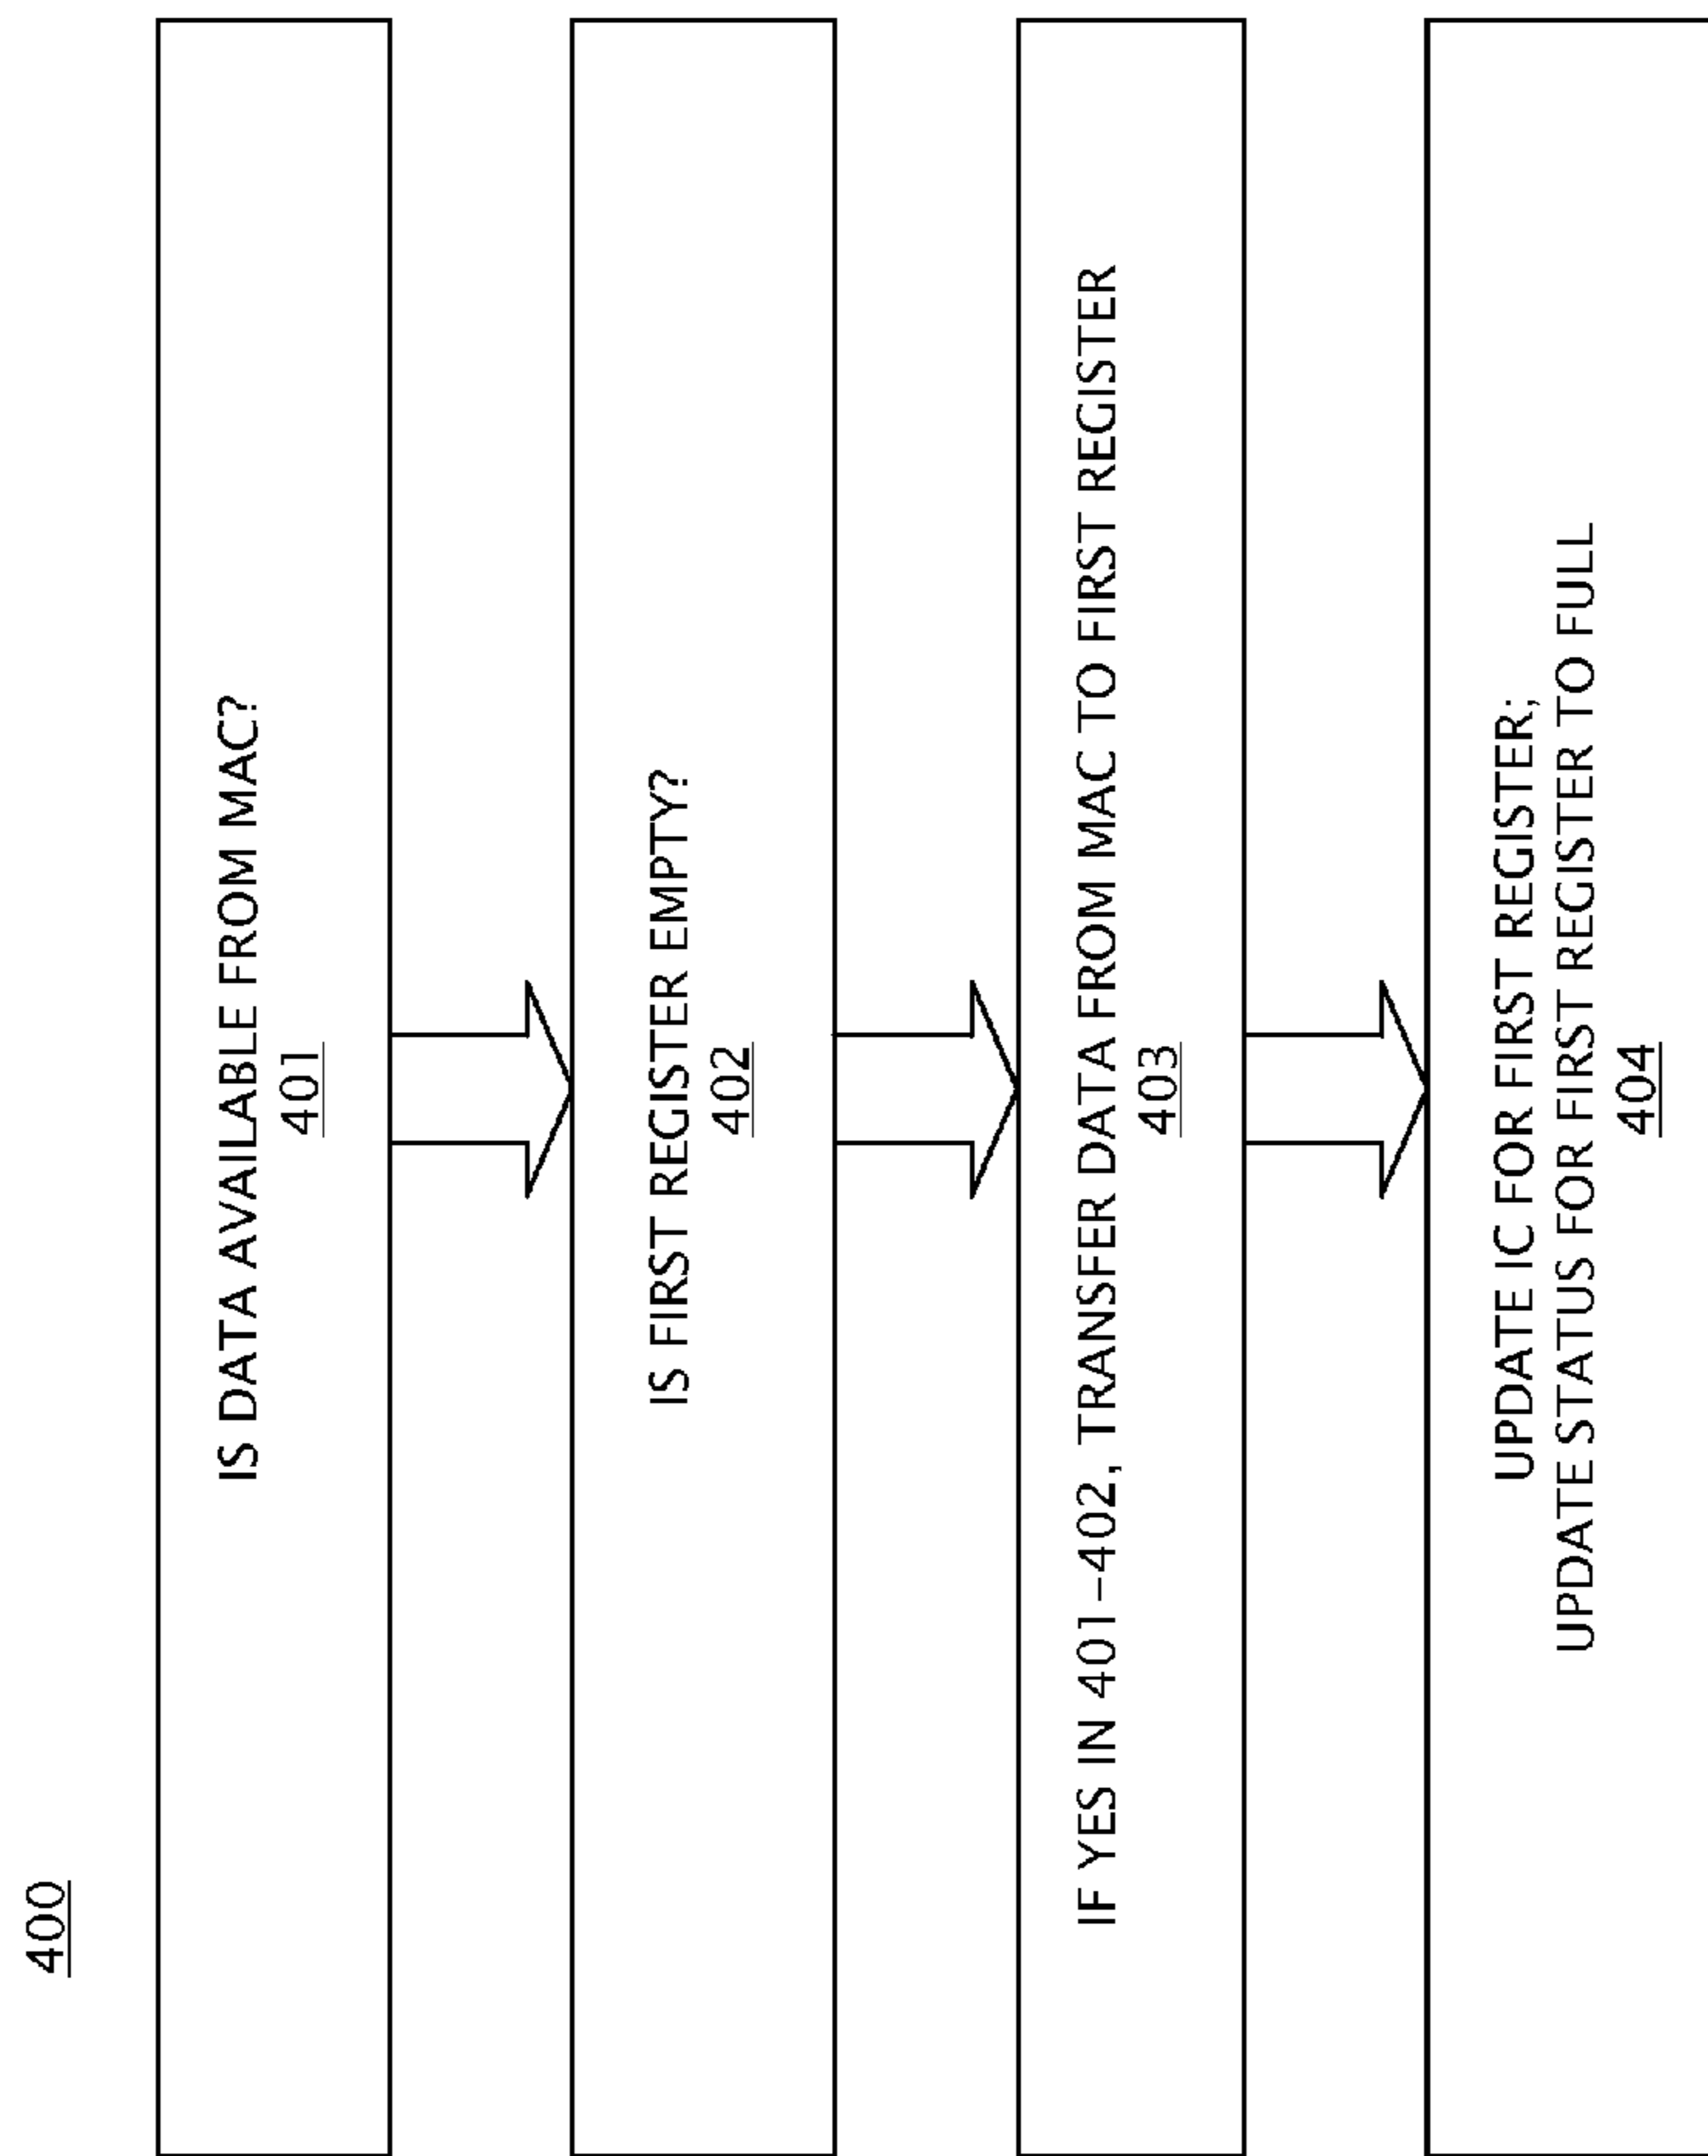 400
IS DATA AVAILABLE FROM MAC?
401
IS FIRST REGISTER EMPTY?
402
IF YES IN 401-402, TRANSFER DATA FROM MAC TO FIRST REGISTER
403
UPDATE IC FOR FIRST REGISTER;
UPDATE STATUS FOR FIRST REGISTER TO FULL
404